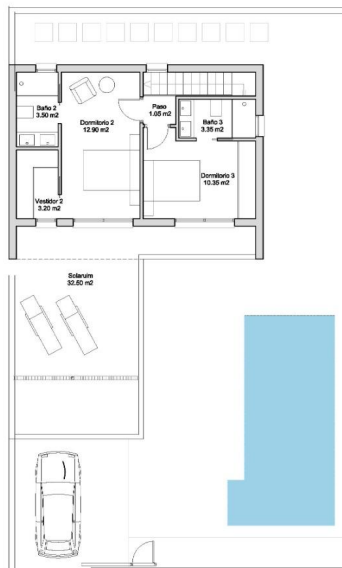 Baño 2
3.50 m2
Dormitorio 2
12.90 m2
Paso
1.05 m2
Baño 3
3.35 m2
Dormitorio 3
10.35 m2
Vestidor 2
3.20 m2
Solaruim
32.50 m2